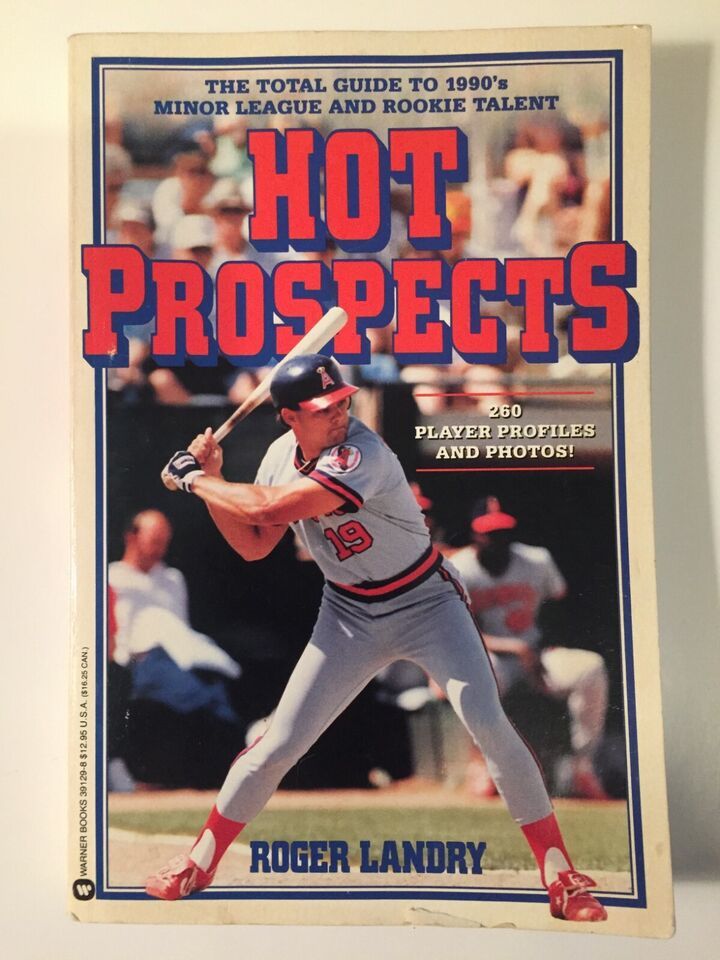 THE TOTAL GUIDE TO 1990's
MINOR LEAGUE AND ROOKIE TALENT
HOT
PROSPECTS
260
PLAYER PROFILES
AND PHOTOS!
A
19
ROGER LANDRY
WARNER BOOKS 39129-8 $12.95 U.S.A. ($16.25 CAN.)